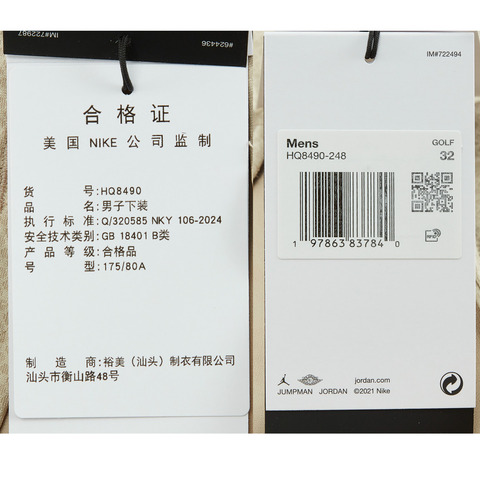 IM#722987
#624436
合格证
美国 NIKE 公司监制
货 号:HQ8490
品 名:男子下装
执行标准:Q/320585 NKY 106-2024
安全技术类别:GB 18401 B类
产品等级:合格品
号 型:175/80A
制造商:裕美（汕头）制衣有限公司
汕头市衡山路48号
IM#722494
Mens GOLF
HQ8490-248 32
1 97863 83784 0
RFID
jordan.com
JUMPMAN JORDAN ©2021 Nike